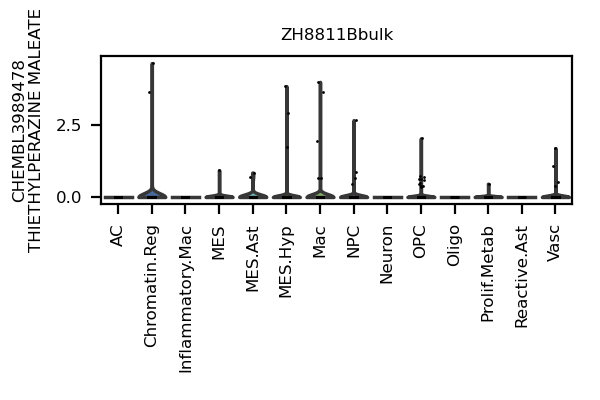 ZH8811Bbulk
CHEMBL3989478
THIETHYLPERAZINE MALEATE
2.5
0.0
AC
Chromatin.Reg
Inflammatory.Mac
MES
MES.Ast
MES.Hyp
Mac
NPC
Neuron
OPC
Oligo
Prolif.Metab
Reactive.Ast
Vasc